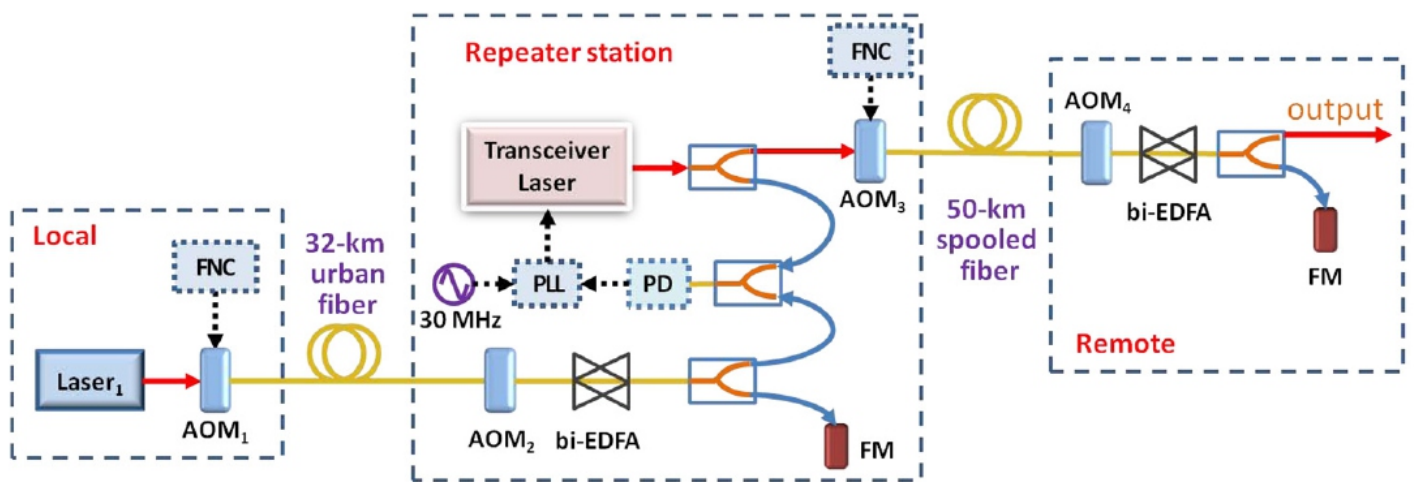 Local
FNC
Laser1
AOM1
32-km
urban
fiber
Repeater station
FNC
Transceiver
Laser
AOM3
PLL
PD
30 MHz
AOM2
bi-EDFA
FM
50-km
spooled
fiber
AOM4
output
bi-EDFA
FM
Remote